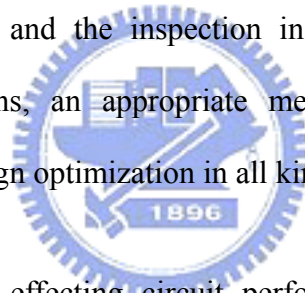 and the inspection in
ns, an appropriate me
gn optimization in all kin
1896
effecting circuit perfo